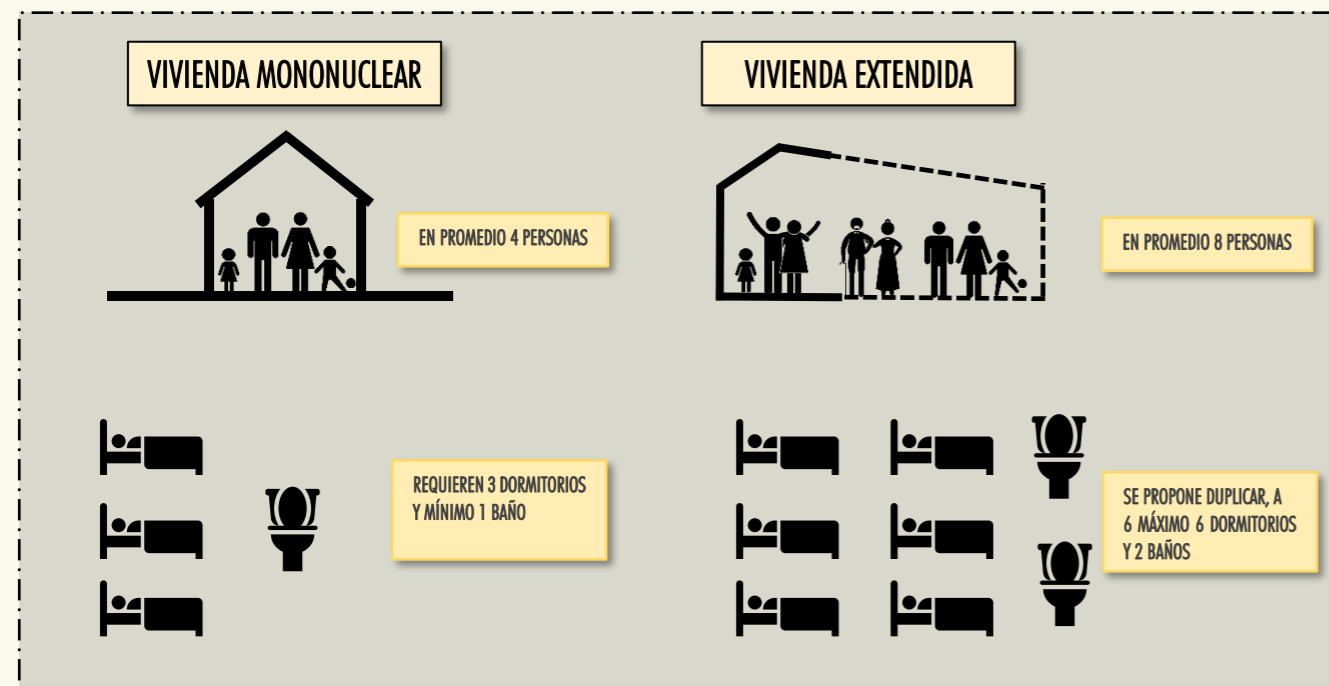 VIVIENDA MONONUCLEAR
EN PROMEDIO 4 PERSONAS
REQUIEREN 3 DORMITORIOS
Y MÍNIMO 1 BAÑO
VIVIENDA EXTENDIDA
EN PROMEDIO 8 PERSONAS
SE PROPONE DUPLICAR, A
6 MÁXIMO 6 DORMITORIOS
Y 2 BAÑOS